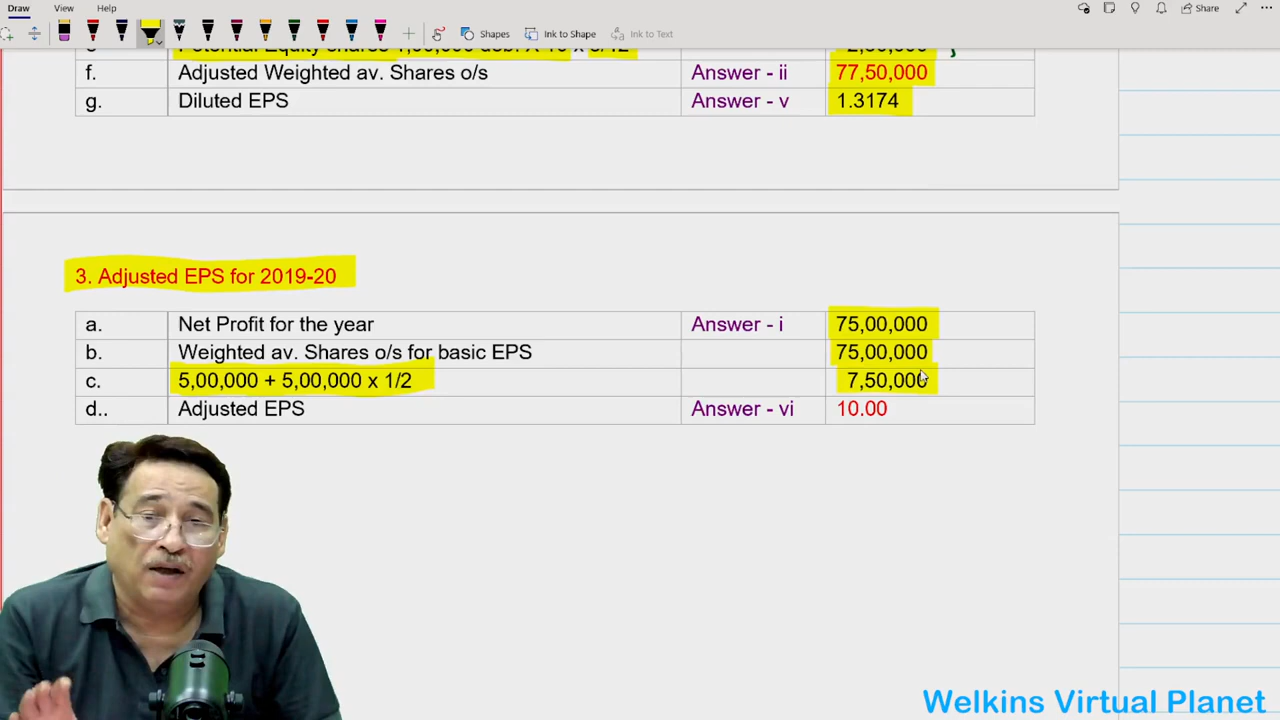 Draw View Help
Shapes Ink to Shape Ink to Text Share
f. Adjusted Weighted av. Shares o/s Answer - ii 77,50,000
g. Diluted EPS Answer - v 1.3174
3. Adjusted EPS for 2019-20
a. Net Profit for the year Answer - i 75,00,000
b. Weighted av. Shares o/s for basic EPS 75,00,000
c. 5,00,000 + 5,00,000 x 1/2 7,50,000
d.. Adjusted EPS Answer - vi 10.00
Welkins Virtual Planet